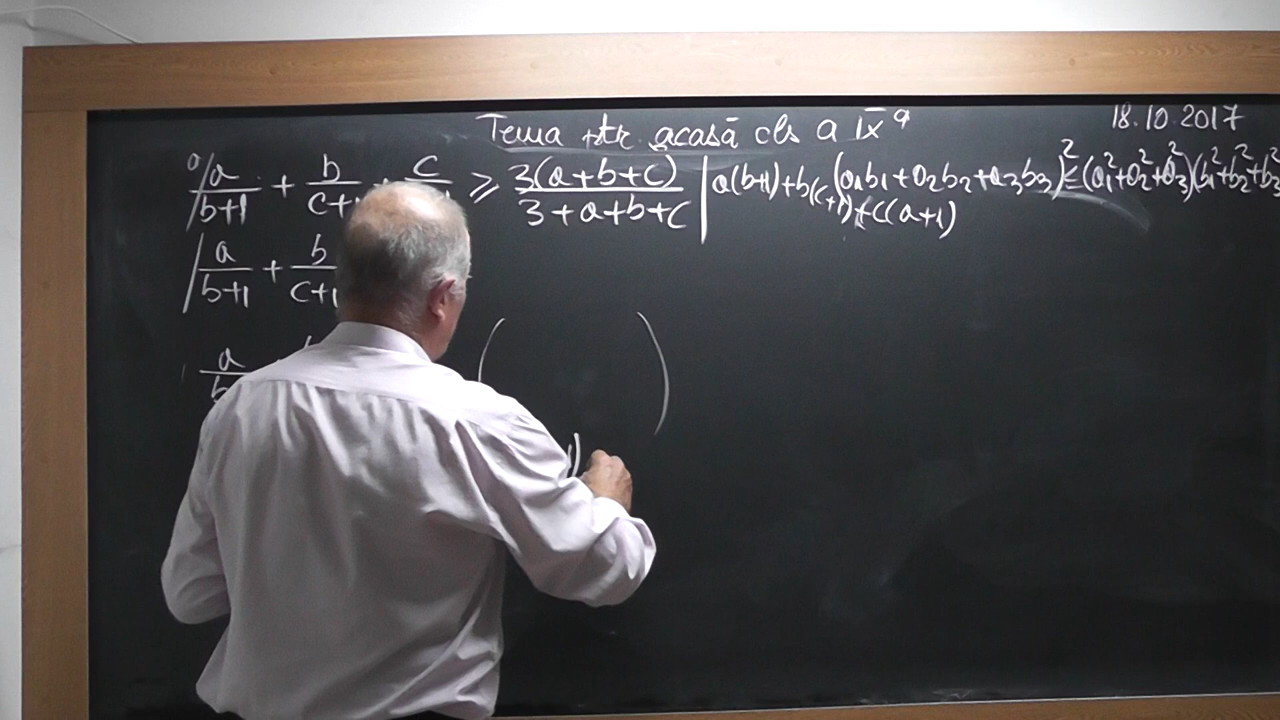 Tema ptr. acasă cls a IX a
18.10.2017
a) a/(b+1) + b/(c+1) + c/ ≥ 3(a+b+c)/(3+a+b+c) | a(b+1)+b(c+1)+c(a+1) (a₁b₁+a₂b₂+a₃b₃)² ≤ (a₁²+a₂²+a₃²)(b₁²+b₂²+b₃²
a/(b+1) + b/(c+1)
a/b
( )